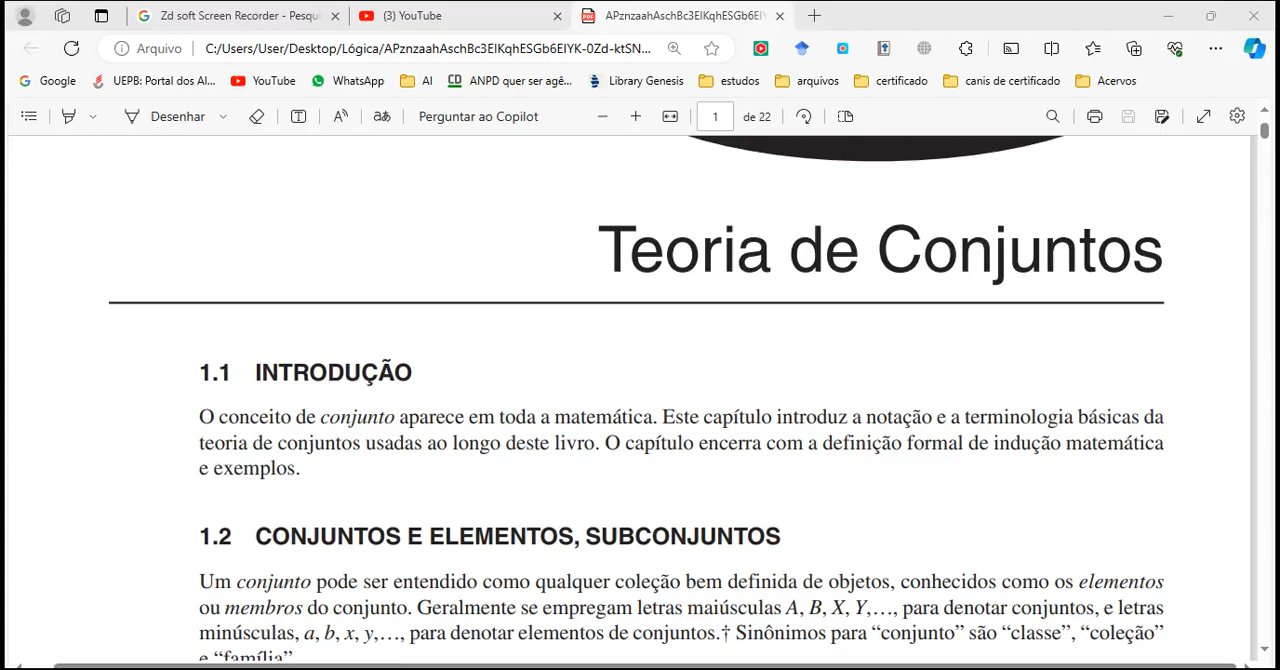 Zd soft Screen Recorder - Pesqui
(3) YouTube
PDF
APznzaahAschBc3EIKqhESGb6EIY
Arquivo
C:/Users/User/Desktop/Lógica/APznzaahAschBc3EIKqhESGb6EIYK-0Zd-ktSN...
Google
UEPB: Portal dos Al...
YouTube
WhatsApp
AI
ANPD quer ser agê...
Library Genesis
estudos
arquivos
certificado
canis de certificado
Acervos
Desenhar
aあ
Perguntar ao Copilot
1
de 22
Teoria de Conjuntos
1.1 INTRODUÇÃO
O conceito de conjunto aparece em toda a matemática. Este capítulo introduz a notação e a terminologia básicas da
teoria de conjuntos usadas ao longo deste livro. O capítulo encerra com a definição formal de indução matemática
e exemplos.
1.2 CONJUNTOS E ELEMENTOS, SUBCONJUNTOS
Um conjunto pode ser entendido como qualquer coleção bem definida de objetos, conhecidos como os elementos
ou membros do conjunto. Geralmente se empregam letras maiúsculas A, B, X, Y,…, para denotar conjuntos, e letras
minúsculas, a, b, x, y,…, para denotar elementos de conjuntos.† Sinônimos para “conjunto” são “classe”, “coleção”
e “família”